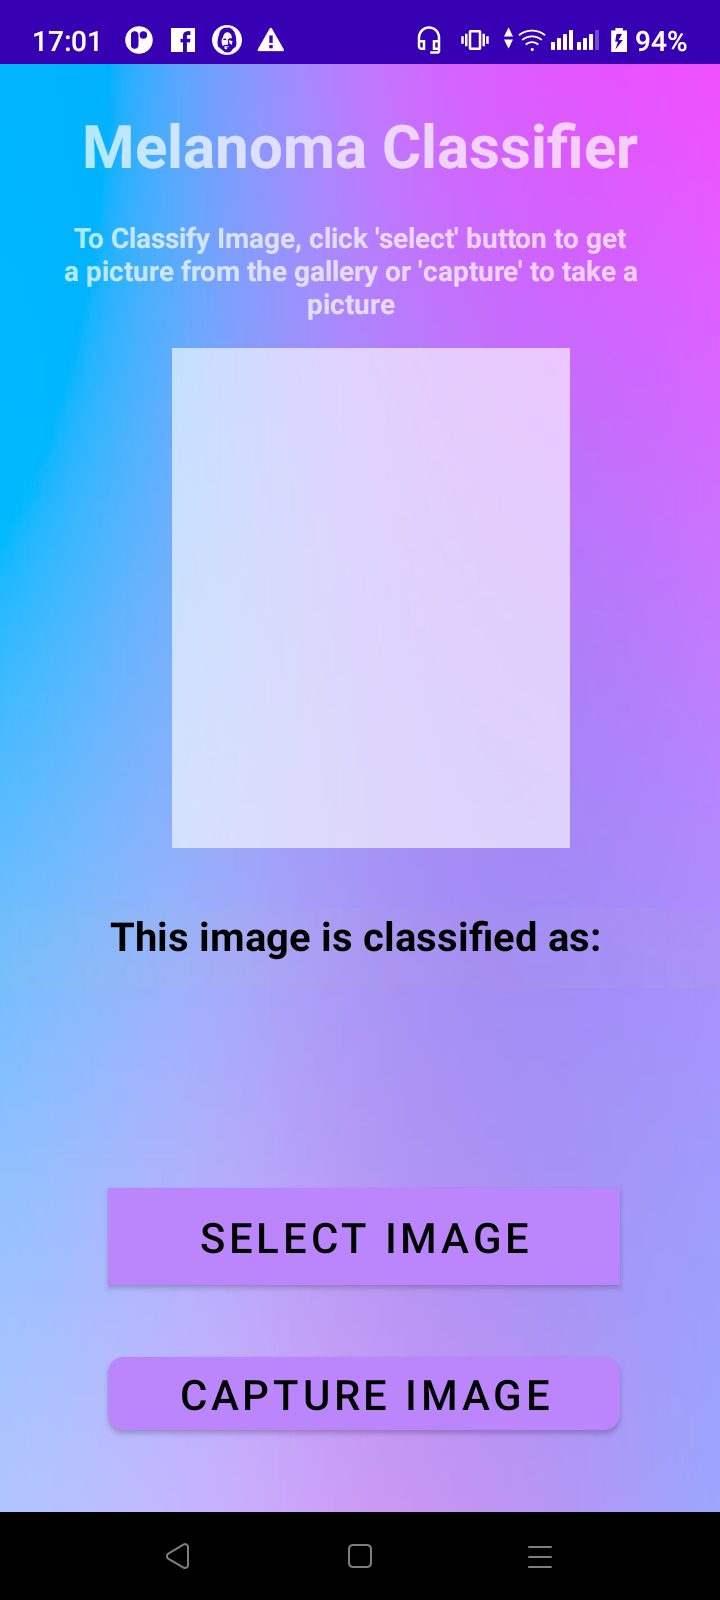 17:01 94%
Melanoma Classifier
To Classify Image, click 'select' button to get
a picture from the gallery or 'capture' to take a
picture
This image is classified as:
SELECT IMAGE
CAPTURE IMAGE